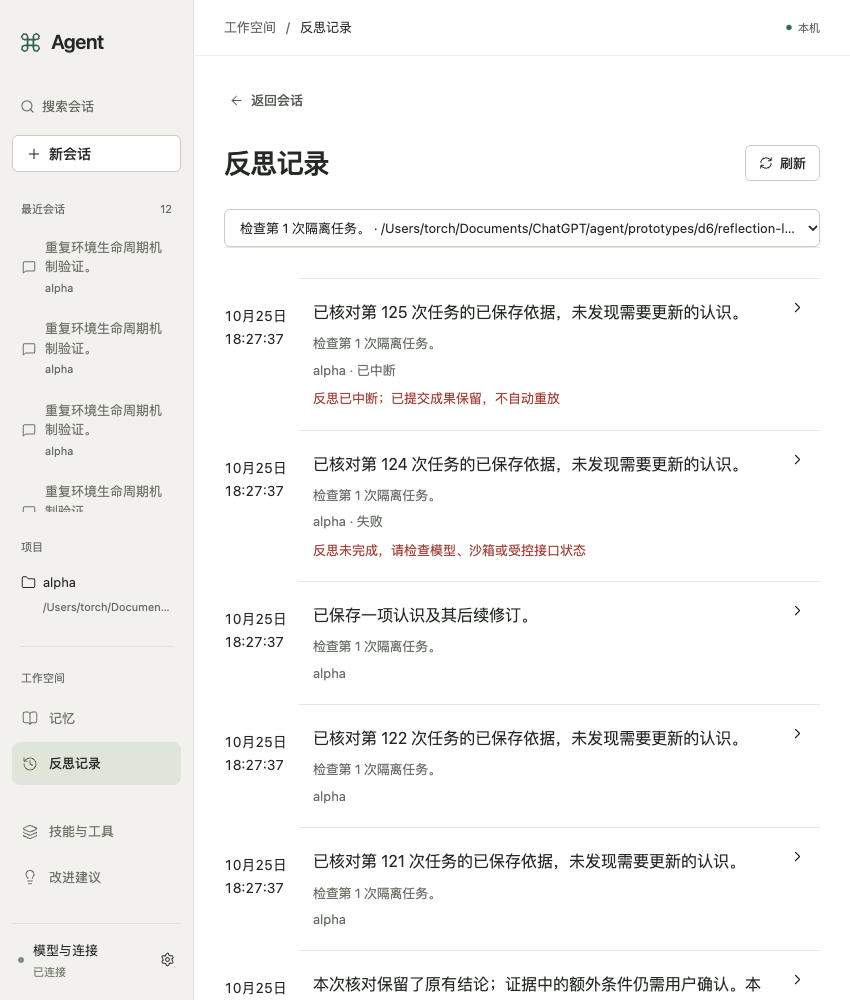 Agent
搜索会话
新会话
最近会话 12
重复环境生命周期机
制验证。
alpha
重复环境生命周期机
制验证。
alpha
重复环境生命周期机
制验证。
alpha
重复环境生命周期机
制验证
项目
alpha
/Users/torch/Documen...
工作空间
记忆
反思记录
技能与工具
改进建议
模型与连接
已连接
工作空间 / 反思记录
本机
返回会话
反思记录
刷新
检查第 1 次隔离任务。 · /Users/torch/Documents/ChatGPT/agent/prototypes/d6/reflection-l...
10月25日
18:27:37
已核对第 125 次任务的已保存依据，未发现需要更新的认识。
检查第 1 次隔离任务。
alpha · 已中断
反思已中断；已提交成果保留，不自动重放
10月25日
18:27:37
已核对第 124 次任务的已保存依据，未发现需要更新的认识。
检查第 1 次隔离任务。
alpha · 失败
反思未完成，请检查模型、沙箱或受控接口状态
10月25日
18:27:37
已保存一项认识及其后续修订。
检查第 1 次隔离任务。
alpha
10月25日
18:27:37
已核对第 122 次任务的已保存依据，未发现需要更新的认识。
检查第 1 次隔离任务。
alpha
10月25日
18:27:37
已核对第 121 次任务的已保存依据，未发现需要更新的认识。
检查第 1 次隔离任务。
alpha
10月25日
本次核对保留了原有结论；证据中的额外条件仍需用户确认。本